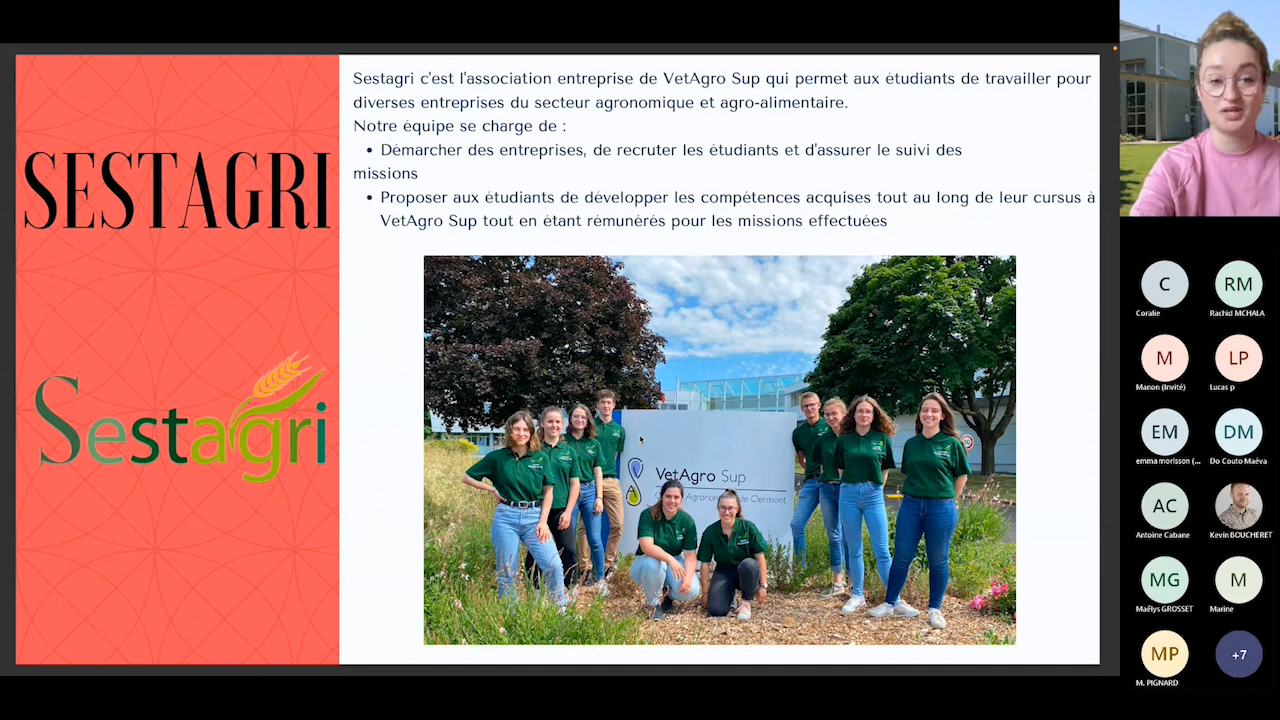 Sestagri c'est l'association entreprise de VetAgro Sup qui permet aux étudiants de travailler pour
diverses entreprises du secteur agronomique et agro-alimentaire.
Notre équipe se charge de :
• Démarcher des entreprises, de recruter les étudiants et d'assurer le suivi des
missions
• Proposer aux étudiants de développer les compétences acquises tout au long de leur cursus à
VetAgro Sup tout en étant rémunérés pour les missions effectuées
SESTAGRI
Sestagri
VetAgro Sup
Agronomi de Clermont
C
Coralie
RM
Rachid MCHALA
M
Manon (Invité)
LP
Lucas p
EM
emma morisson (...
DM
Do Couto Maéva
AC
Antoine Cabane
Kevin BOUCHERET
MG
Maëlys GROSSET
M
Marine
MP
M. PIGNARD
+7